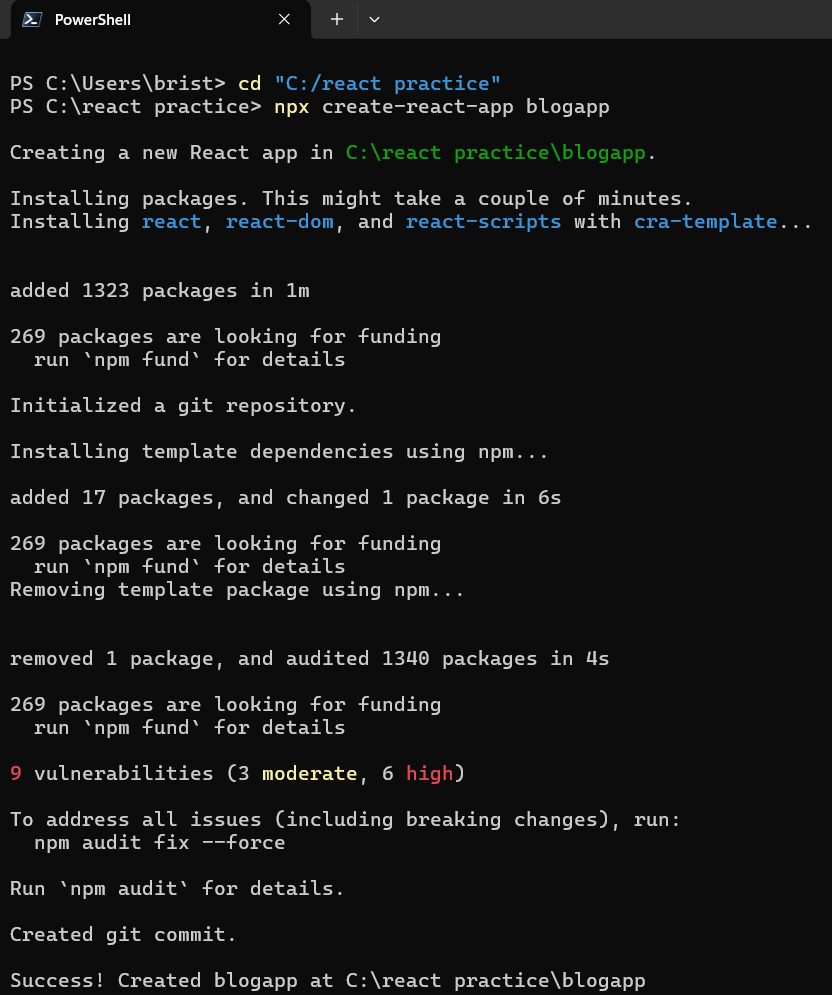 PowerShell
PS C:\Users\brist> cd "C:/react practice"
PS C:\react practice> npx create-react-app blogapp
Creating a new React app in C:\react practice\blogapp.
Installing packages. This might take a couple of minutes.
Installing react, react-dom, and react-scripts with cra-template...
added 1323 packages in 1m
269 packages are looking for funding
  run `npm fund` for details
Initialized a git repository.
Installing template dependencies using npm...
added 17 packages, and changed 1 package in 6s
269 packages are looking for funding
  run `npm fund` for details
Removing template package using npm...
removed 1 package, and audited 1340 packages in 4s
269 packages are looking for funding
  run `npm fund` for details
9 vulnerabilities (3 moderate, 6 high)
To address all issues (including breaking changes), run:
  npm audit fix --force
Run `npm audit` for details.
Created git commit.
Success! Created blogapp at C:\react practice\blogapp